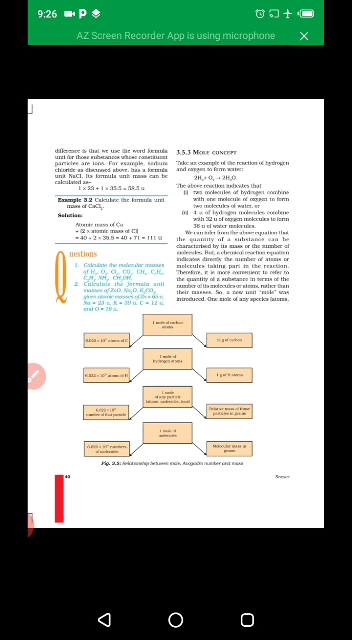 9:26
AZ Screen Recorder App is using microphone
difference is that we use the word formula
unit for those substances whose constituent
particles are ions. For example, sodium
chloride as discussed above, has a formula
unit NaCl. Its formula unit mass can be
calculated as–
1 × 23 + 1 × 35.5 = 58.5 u
Example 3.2 Calculate the formula unit
mass of CaCl₂.
Solution:
Atomic mass of Ca
+ (2 × atomic mass of Cl)
= 40 + 2 × 35.5 = 40 + 71 = 111 u
Questions
1. Calculate the molecular masses
of H₂, O₂, Cl₂, CO₂, CH₄, C₂H₆,
C₂H₄, NH₃, CH₃OH.
2. Calculate the formula unit
masses of ZnO, Na₂O, K₂CO₃,
given atomic masses of Zn = 65 u,
Na = 23 u, K = 39 u, C = 12 u,
and O = 16 u.
3.5.3 MOLE CONCEPT
Take an example of the reaction of hydrogen
and oxygen to form water:
2H₂+ O₂ → 2H₂O.
The above reaction indicates that
(i) two molecules of hydrogen combine
with one molecule of oxygen to form
two molecules of water, or
(ii) 4 u of hydrogen molecules combine
with 32 u of oxygen molecules to form
36 u of water molecules.
We can infer from the above equation that
the quantity of a substance can be
characterised by its mass or the number of
molecules. But, a chemical reaction equation
indicates directly the number of atoms or
molecules taking part in the reaction.
Therefore, it is more convenient to refer to
the quantity of a substance in terms of the
number of its molecules or atoms, rather than
their masses. So, a new unit "mole" was
introduced. One mole of any species (atoms,
1 mole of carbon
atoms
6.022 × 10²³ atoms of C
12 g of carbon
1 mole of
hydrogen atoms
6.022 × 10²³ atoms of H
1 g of H atoms
1 mole
of any particle
(atoms, molecules, ions)
6.022 × 10²³
number of that particle
Relative mass of those
particles in grams
1 mole of
molecules
6.022 × 10²³ numbers
of molecules
Molecular mass in
grams
Fig. 3.5: Relationship between mole, Avogadro number and mass
40
SCIENCE